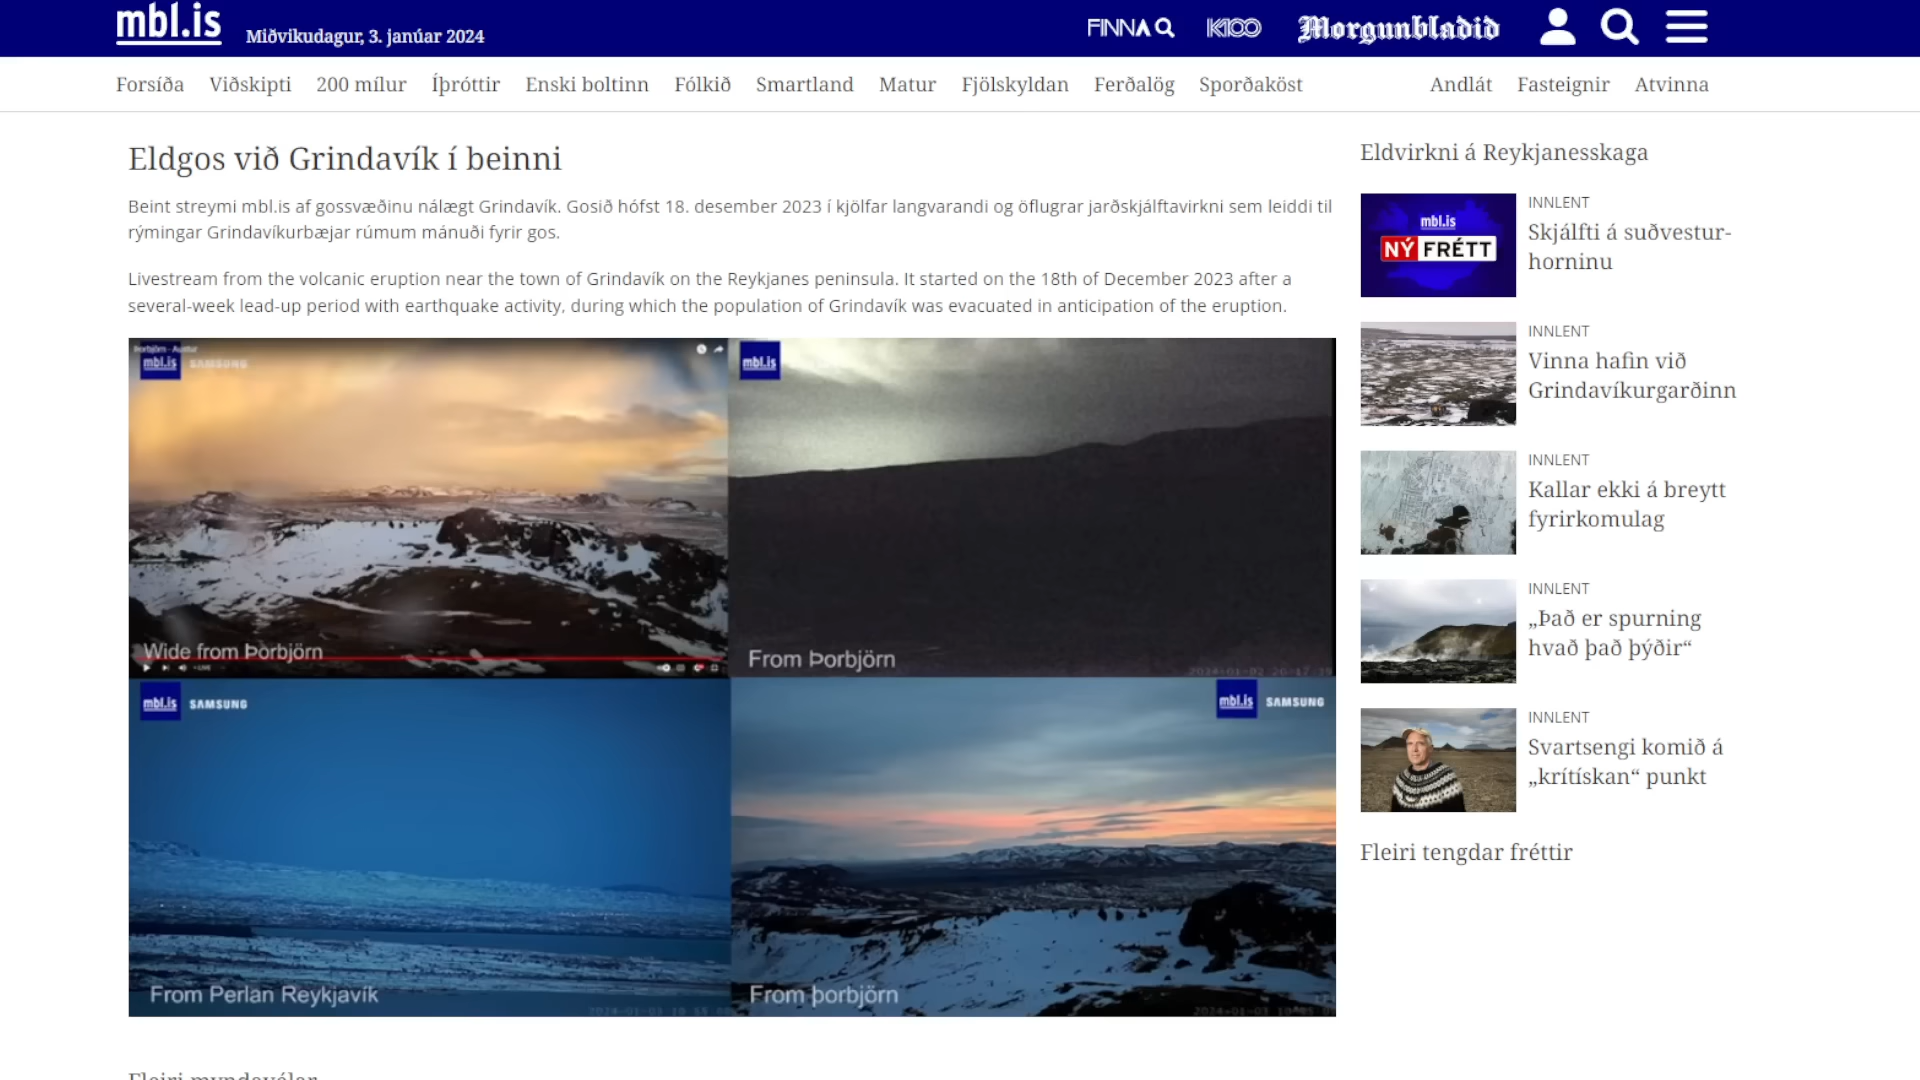 mbl.is
Miðvikudagur, 3. janúar 2024
FINNA
K100
Morgunblaðið
Forsíða Viðskipti 200 mílur Íþróttir Enski boltinn Fólkið Smartland Matur Fjölskyldan Ferðalög Sporðaköst Andlát Fasteignir Atvinna
Eldgos við Grindavík í beinni
Beint streymi mbl.is af gossvæðinu nálægt Grindavík. Gosið hófst 18. desember 2023 í kjölfar langvarandi og öflugrar jarðskjálftavirkni sem leiddi til
rýmingar Grindavíkurbæjar rúmum mánuði fyrir gos.
Livestream from the volcanic eruption near the town of Grindavík on the Reykjanes peninsula. It started on the 18th of December 2023 after a
several-week lead-up period with earthquake activity, during which the population of Grindavík was evacuated in anticipation of the eruption.
mbl.is SAMSUNG
Wide from Þorbjörn
mbl.is
From Þorbjörn
mbl.is SAMSUNG
From Perlan Reykjavík
mbl.is SAMSUNG
From þorbjörn
Eldvirkni á Reykjanesskaga
mbl.is
NÝ FRÉTT
INNLENT
Skjálfti á suðvestur-
horninu
INNLENT
Vinna hafin við
Grindavíkurgarðinn
INNLENT
Kallar ekki á breytt
fyrirkomulag
INNLENT
„Það er spurning
hvað það þýðir“
INNLENT
Svartsengi komið á
„krítískan“ punkt
Fleiri tengdar fréttir
Fleiri myndavélar